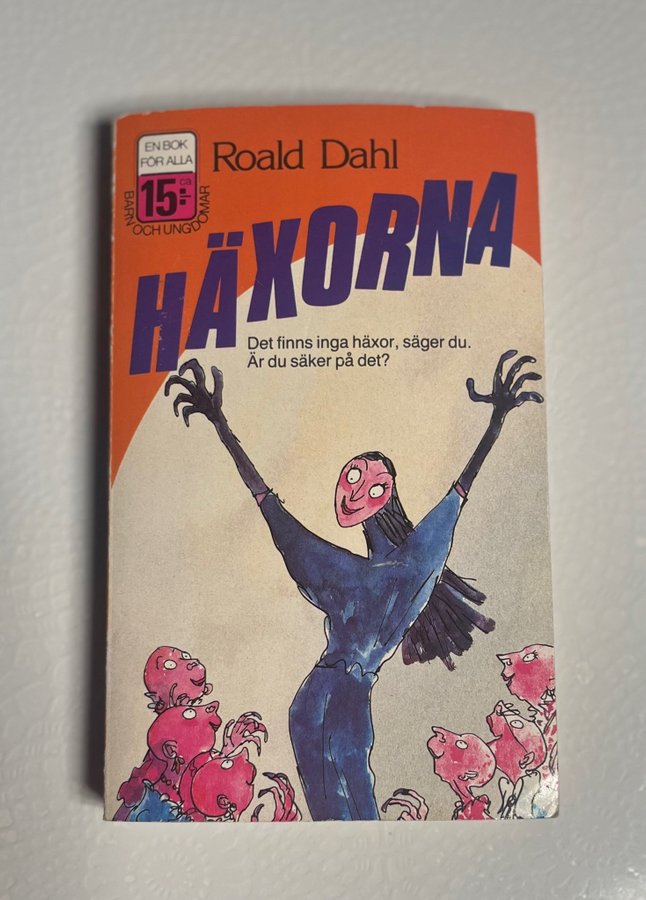 EN BOK
FÖR ALLA
ca
15:-
BARN OCH UNGDOMAR
Roald Dahl
HÄXORNA
Det finns inga häxor, säger du.
Är du säker på det?